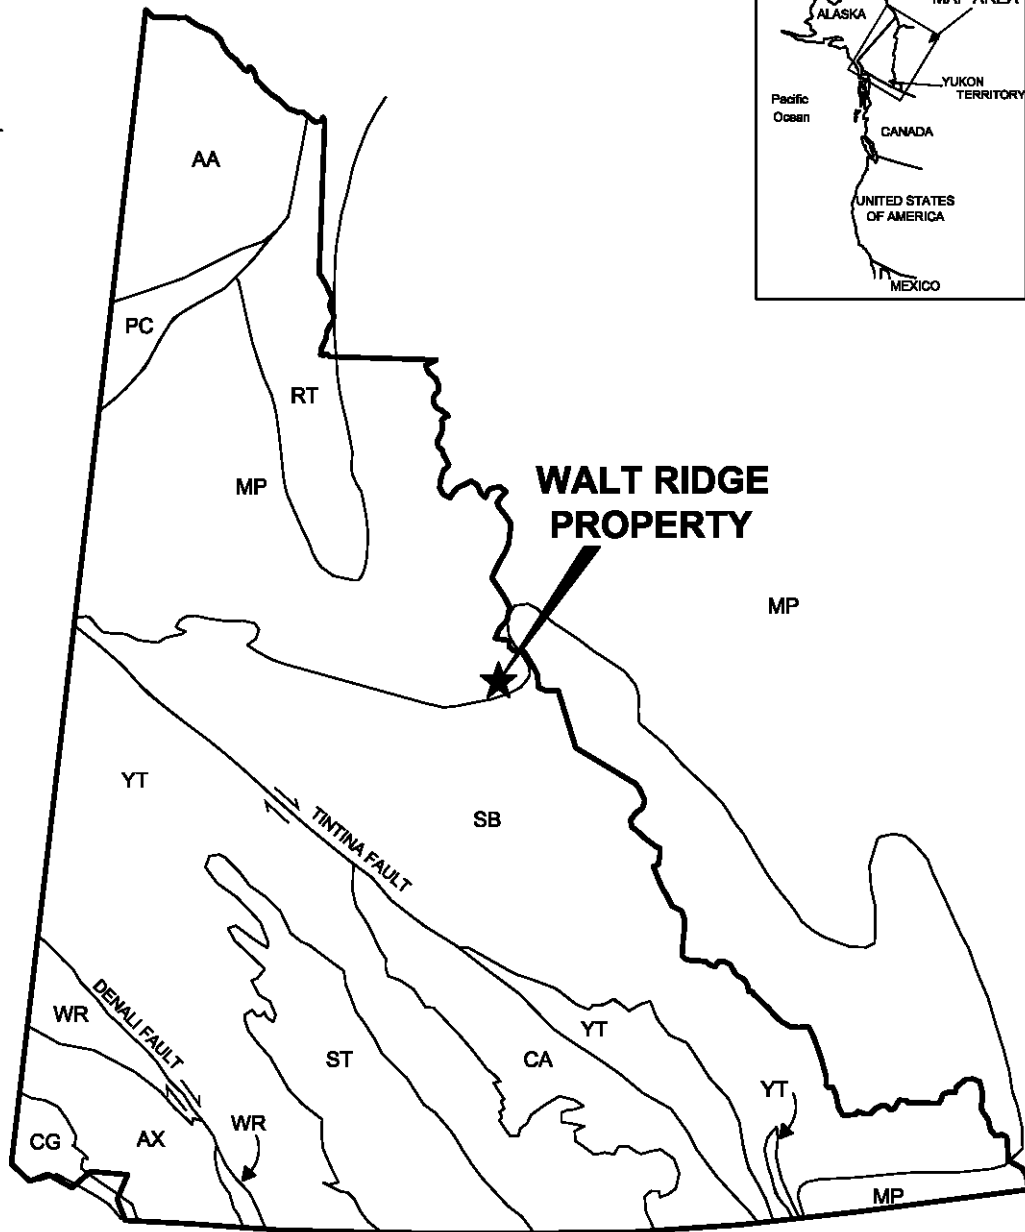 MAP AREA
ALASKA
YUKON
TERRITORY
Pacific
Ocean
CANADA
UNITED STATES
OF AMERICA
MEXICO
AA
PC
RT
MP
WALT RIDGE
PROPERTY
MP
YT
TINTINA FAULT
SB
DENALI FAULT
WR
YT
ST
CA
YT
WR
CG
AX
MP